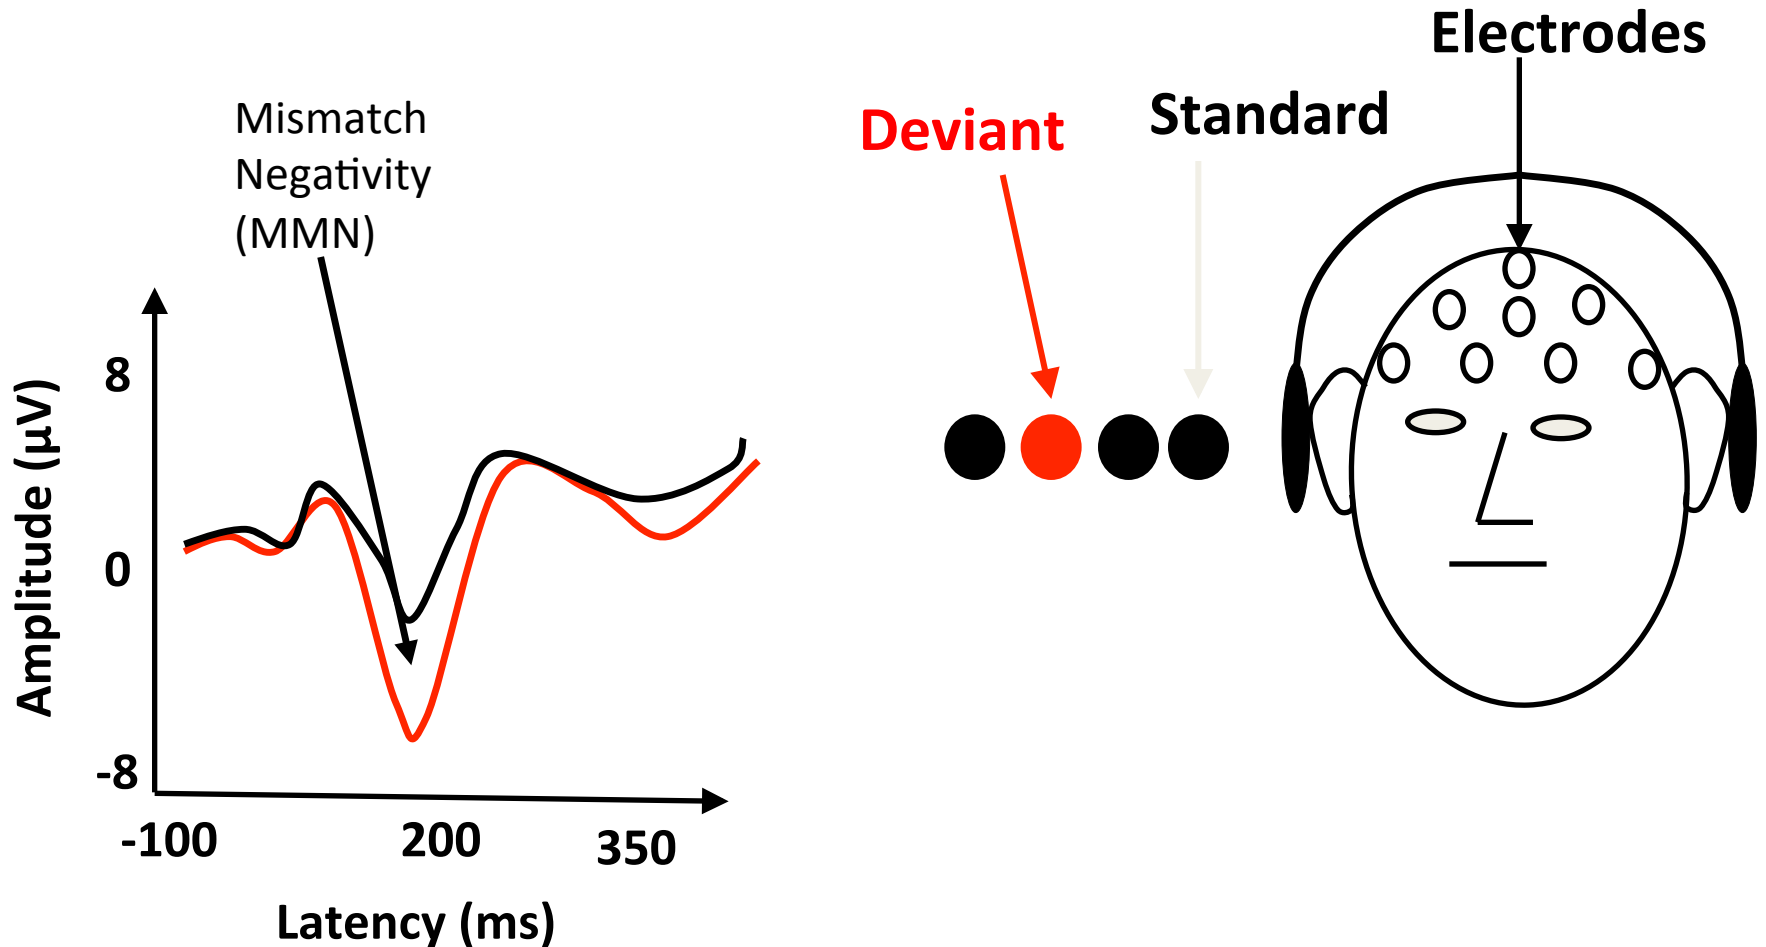 Electrodes
Standard
Deviant
Mismatch
Negativity
(MMN)
Amplitude (µV)
8
0
-8
-100
200
350
Latency (ms)